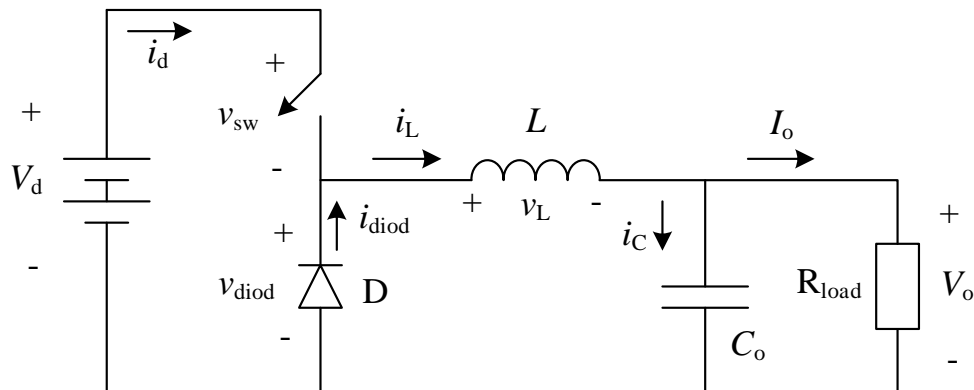 i_d
+
v_sw
-
+
V_d
-
i_L
L
I_o
+
v_L
-
+
v_diod
-
i_diod
D
i_C
C_o
R_load
+
V_o
-